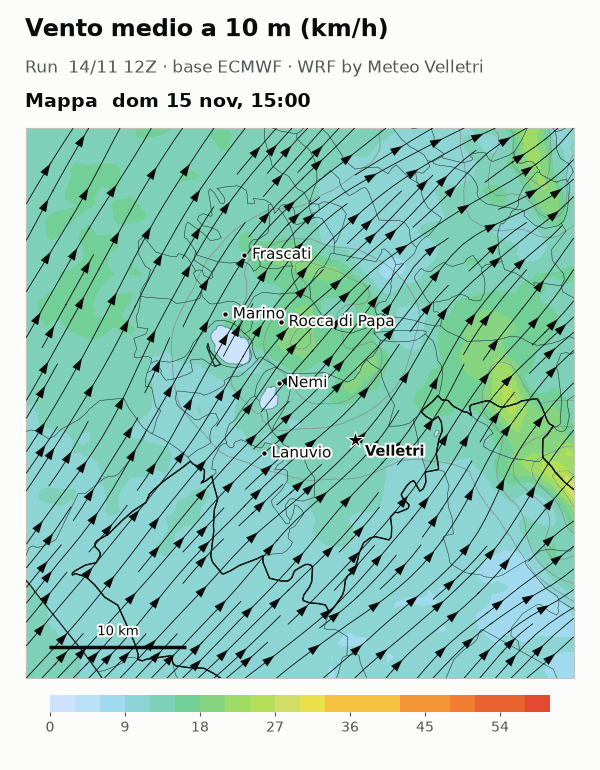 Vento medio a 10 m (km/h)
Run  14/11 12Z · base ECMWF · WRF by Meteo Velletri
Mappa  dom 15 nov, 15:00
Frascati
Marino
Rocca di Papa
Nemi
Velletri
Lanuvio
10 km
0 9 18 27 36 45 54